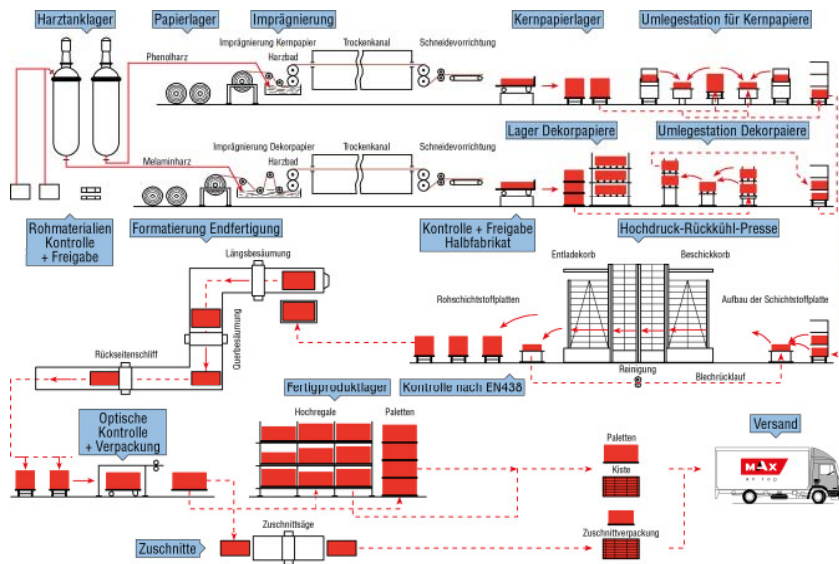 Harztanklager
Papierlager
Imprägnierung
Kernpapierlager
Umlegestation für Kernpapiere
Imprägnierung Kernpapier
Harzbad
Trockenkanal
Schneidevorrichtung
Phenolharz
Lager Dekorpapiere
Umlegestation Dekorpaiere
Imprägnierung Dekorpapier
Harzbad
Trockenkanal
Schneidevorrichtung
Melaminharz
Rohmaterialien
Kontrolle
+ Freigabe
Formatierung Endfertigung
Kontrolle + Freigabe
Halbfabrikat
Hochdruck-Rückkühl-Presse
Längsbesäumung
Entladekorb
Beschickkorb
Rohschichtstoffplatten
Aufbau der Schichtstoffplatte
Querbesäumung
Rückseitenschliff
Reinigung
Blechrücklauf
Fertigproduktlager
Kontrolle nach EN438
Optische
Kontrolle
+ Verpackung
Hochregale
Paletten
Versand
Paletten
Kiste
MAX
BY TOP
Zuschnitte
Zuschnittsäge
Zuschnittverpackung